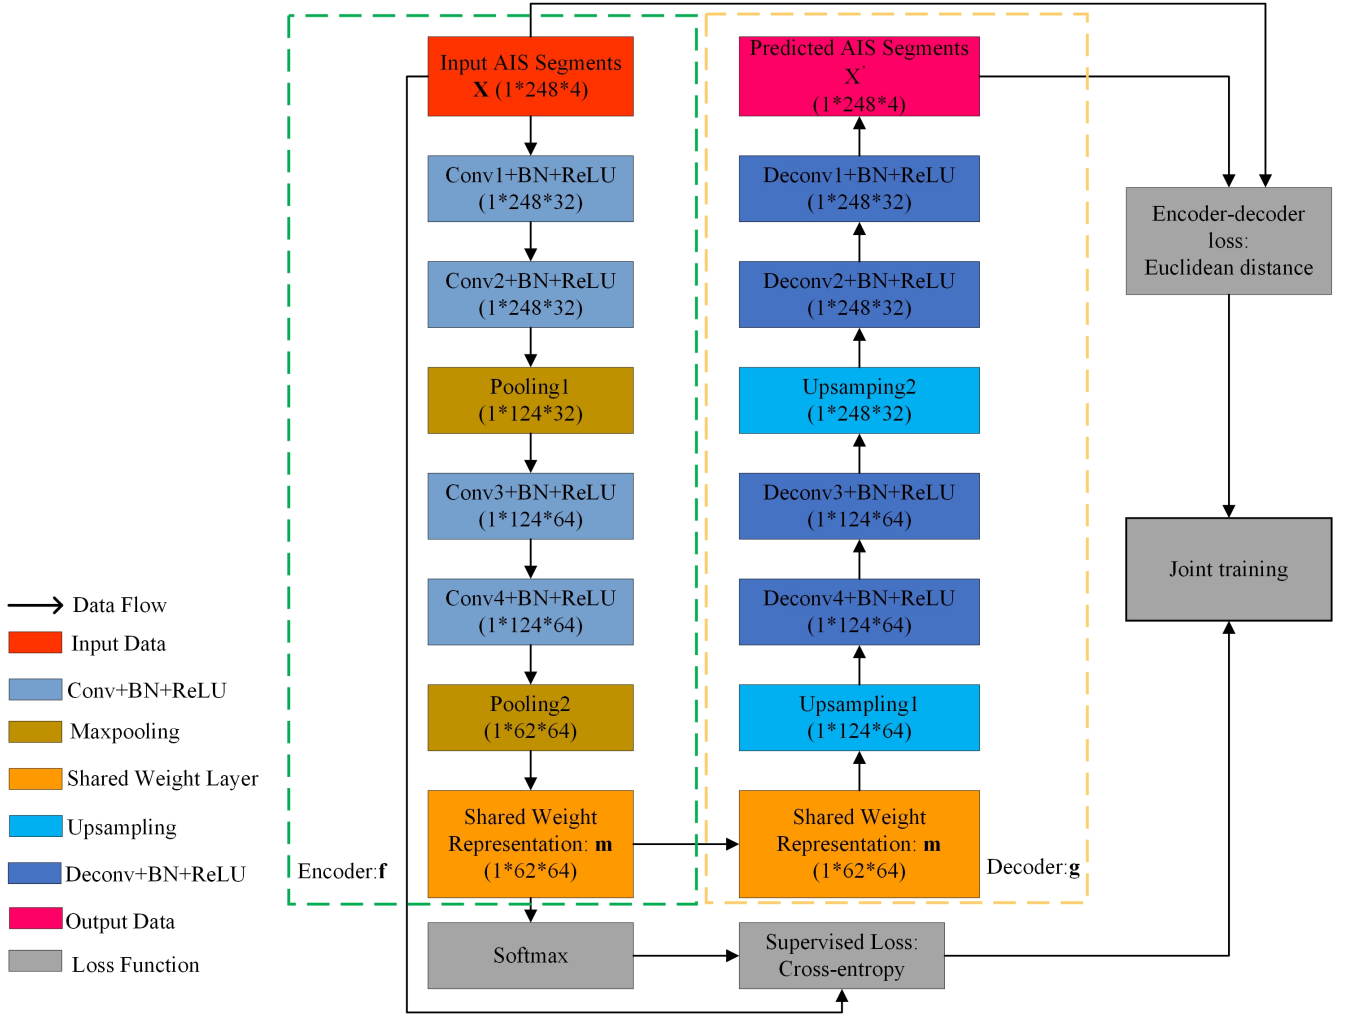 Input AIS Segments
X (1*248*4)
Conv1+BN+ReLU
(1*248*32)
Conv2+BN+ReLU
(1*248*32)
Pooling1
(1*124*32)
Conv3+BN+ReLU
(1*124*64)
Conv4+BN+ReLU
(1*124*64)
Pooling2
(1*62*64)
Shared Weight
Representation: m
(1*62*64)
Encoder:f
Softmax
Predicted AIS Segments
X'
(1*248*4)
Deconv1+BN+ReLU
(1*248*32)
Deconv2+BN+ReLU
(1*248*32)
Upsamping2
(1*248*32)
Deconv3+BN+ReLU
(1*124*64)
Deconv4+BN+ReLU
(1*124*64)
Upsampling1
(1*124*64)
Shared Weight
Representation: m
(1*62*64)
Decoder:g
Supervised Loss:
Cross-entropy
Encoder-decoder
loss:
Euclidean distance
Joint training
Data Flow
Input Data
Conv+BN+ReLU
Maxpooling
Shared Weight Layer
Upsampling
Deconv+BN+ReLU
Output Data
Loss Function